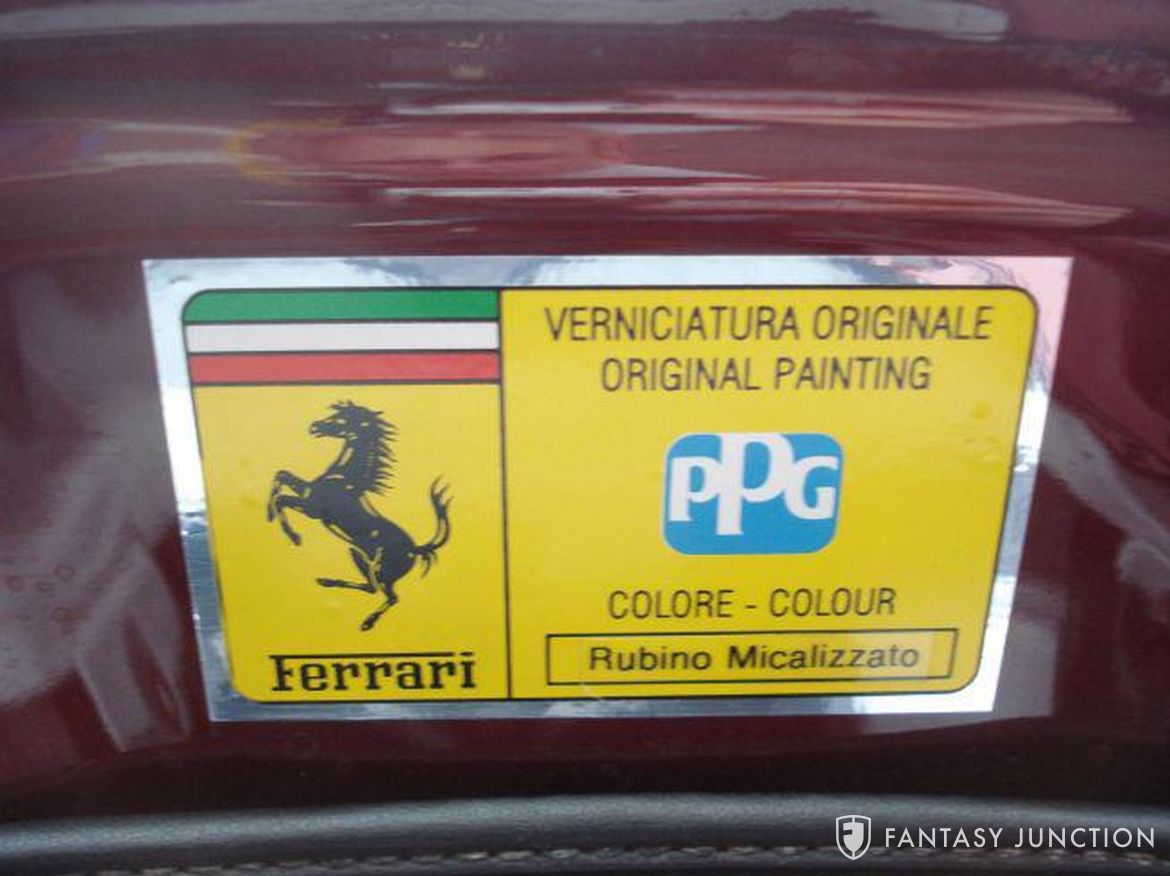 VERNICIATURA ORIGINALE
ORIGINAL PAINTING
PPG
COLORE - COLOUR
Rubino Micalizzato
Ferrari
FANTASY JUNCTION